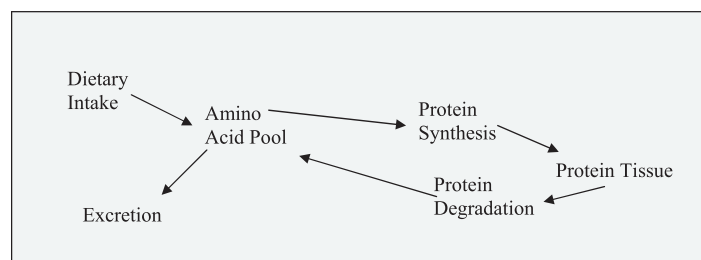 Dietary
Intake
Amino
Acid Pool
Protein
Synthesis
Protein Tissue
Protein
Degradation
Excretion